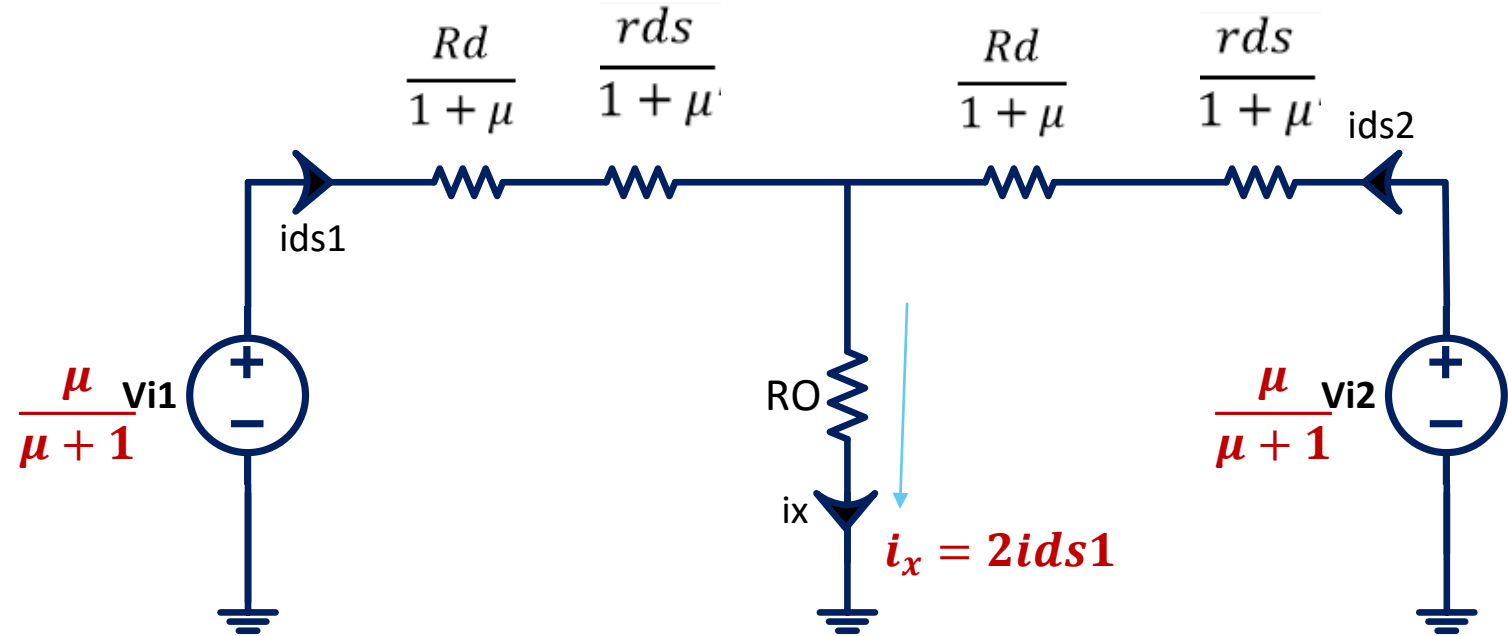 Rd
1 + μ
rds
1 + μ
Rd
1 + μ
rds
1 + μ
ids1
ids2
μ
μ + 1
Vi1
+
−
RO
ix
i_x = 2ids1
μ
μ + 1
Vi2
+
−